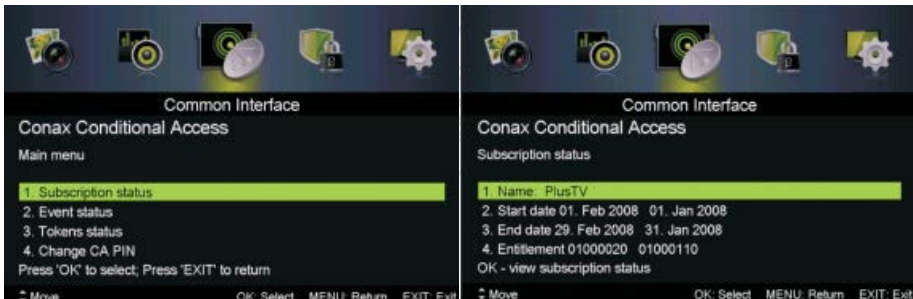 Common Interface
Conax Conditional Access
Main menu
1. Subscription status
2. Event status
3. Tokens status
4. Change CA PIN
Press 'OK' to select; Press 'EXIT' to return
Move OK: Select MENU: Return EXIT: Exit
Common Interface
Conax Conditional Access
Subscription status
1. Name: PlusTV
2. Start date 01. Feb 2008 01. Jan 2008
3. End date 29. Feb 2008 31. Jan 2008
4. Entitlement 01000020 01000110
OK - view subscription status
Move OK: Select MENU: Return EXIT: Exit